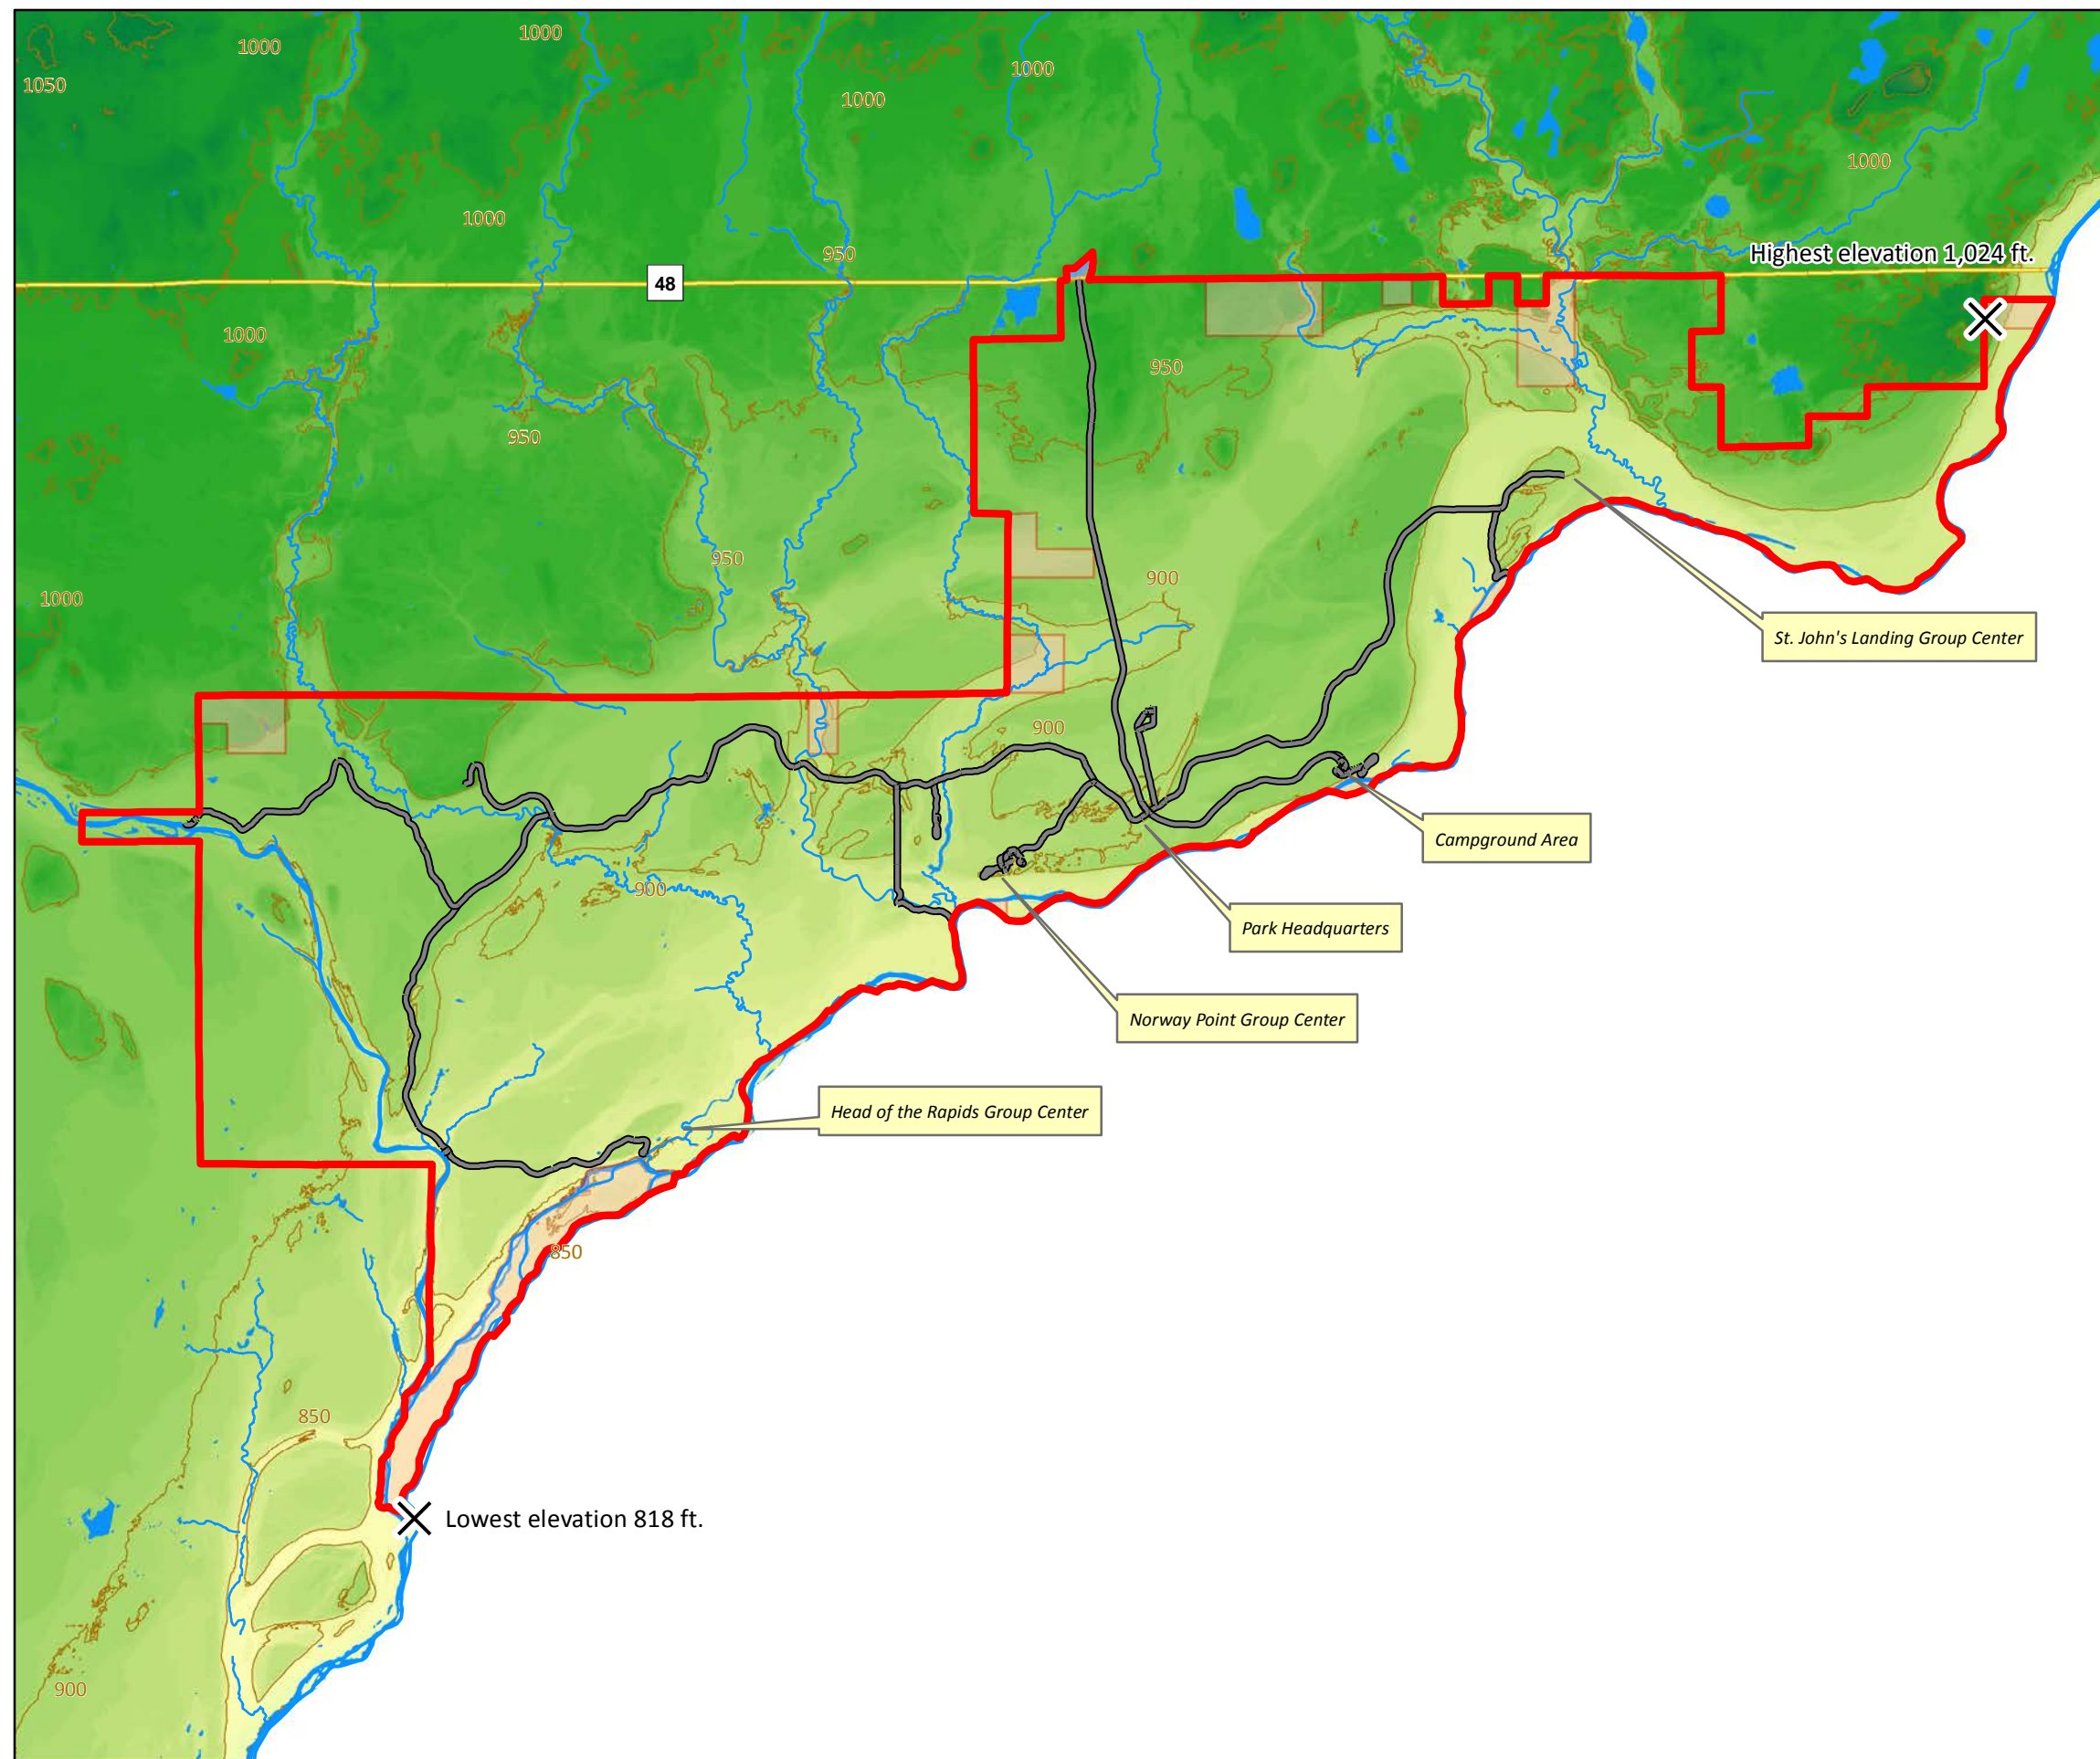 1000
1000
1000
1050
1000
1000
1000
950
Highest elevation 1,024 ft.
48
1000
950
950
950
900
1000
St. John's Landing Group Center
900
Campground Area
900
Park Headquarters
Norway Point Group Center
Head of the Rapids Group Center
850
850
Lowest elevation 818 ft.
900